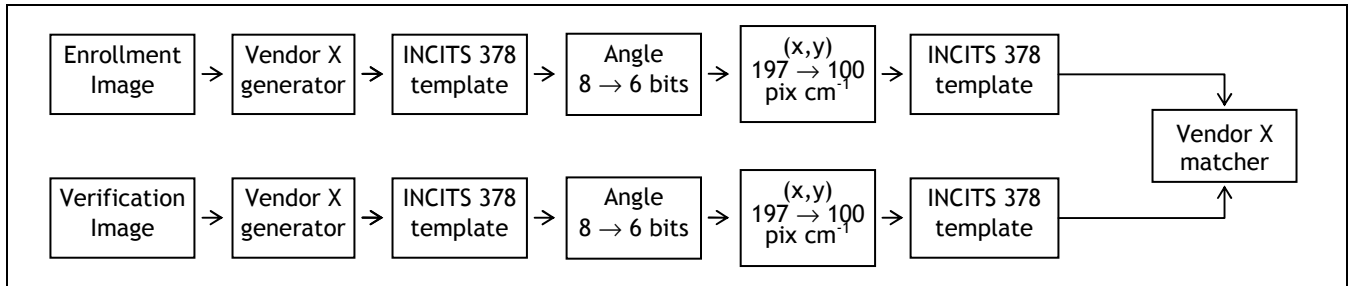 Enrollment
Image
Vendor X
generator
INCITS 378
template
Angle
8 → 6 bits
(x,y)
197 → 100
pix cm⁻¹
INCITS 378
template
Vendor X
matcher
Verification
Image
Vendor X
generator
INCITS 378
template
Angle
8 → 6 bits
(x,y)
197 → 100
pix cm⁻¹
INCITS 378
template